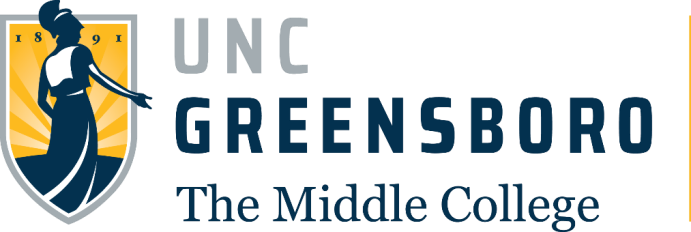 1891
UNC
GREENSBORO
The Middle College